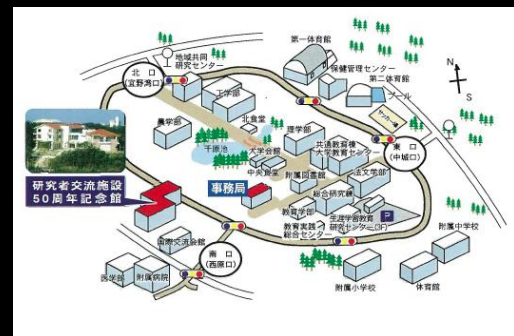 第一体育館
地域共同
研究センター
保健管理センター
北口
(宜野湾口)
工学部
第二体育館
プール
N
S
サッカー場
農学部
北食堂
理学部
東口
(中城口)
千原池
大学会館
共通教育棟
大学教育センター
中央食堂
附属図書館
法文学部
研究者交流施設
50周年記念館
事務局
総合研究棟
教育学部
生涯学習教育
研究センター(3F)
P
教育実践
総合センター
附属中学校
国際交流会館
南口
(西原口)
医学部
附属病院
附属小学校
体育館